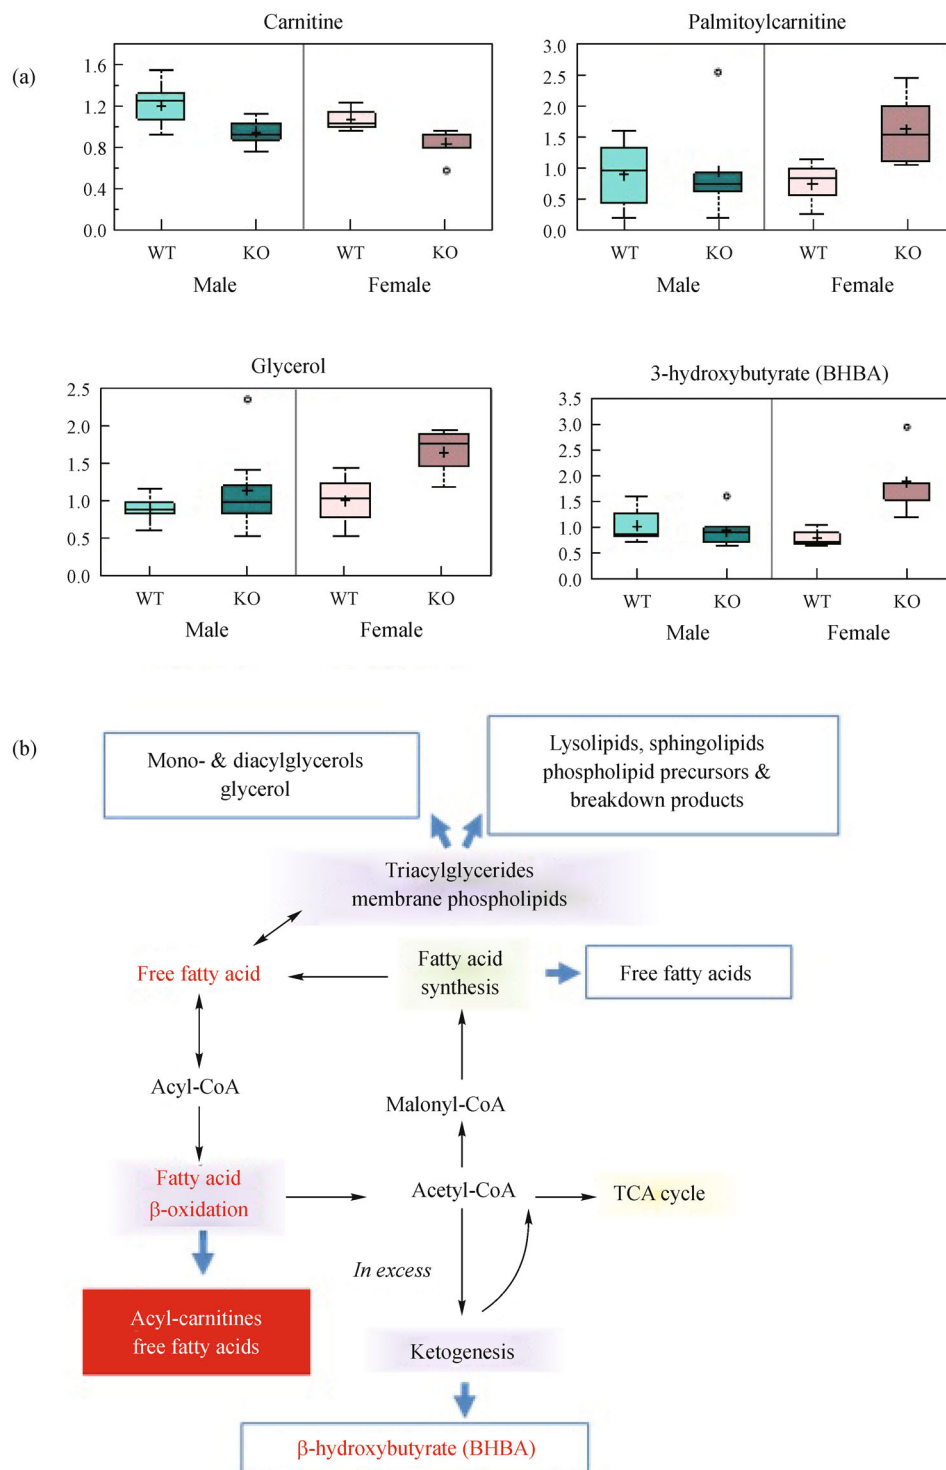 (a)
Carnitine
1.6
1.2
0.8
0.4
0.0
WT
KO
WT
KO
Male
Female
Palmitoylcarnitine
3.0
2.5
2.0
1.5
1.0
0.5
0.0
WT
KO
WT
KO
Male
Female
Glycerol
2.5
2.0
1.5
1.0
0.5
0.0
WT
KO
WT
KO
Male
Female
3-hydroxybutyrate (BHBA)
3.5
3.0
2.5
2.0
1.5
1.0
0.5
0.0
WT
KO
WT
KO
Male
Female
(b)
Mono- & diacylglycerols
glycerol
Lysolipids, sphingolipids
phospholipid precursors &
breakdown products
Triacylglycerides
membrane phospholipids
Free fatty acid
Fatty acid
synthesis
Free fatty acids
Acyl-CoA
Malonyl-CoA
Fatty acid
β-oxidation
Acetyl-CoA
TCA cycle
In excess
Acyl-carnitines
free fatty acids
Ketogenesis
β-hydroxybutyrate (BHBA)